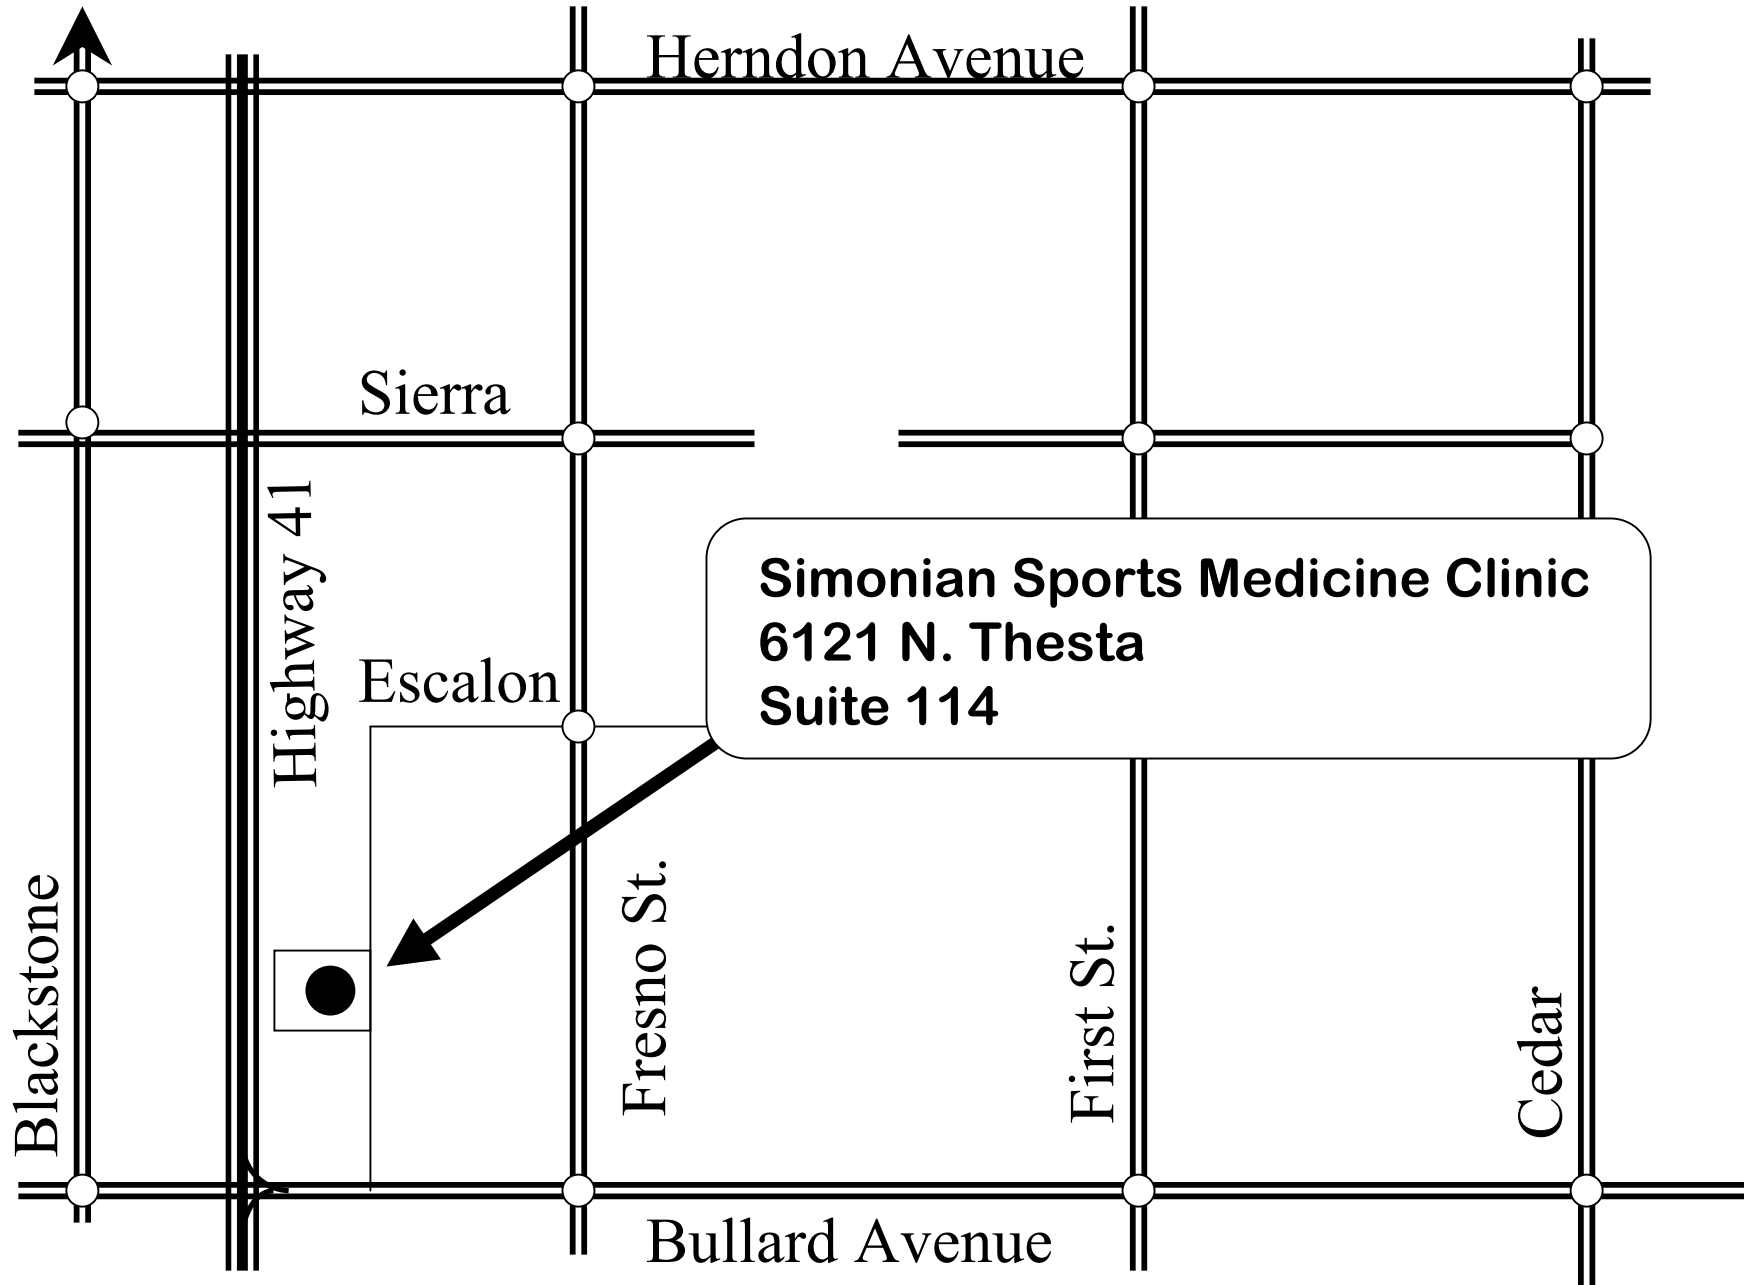 Herndon Avenue
Sierra
Highway 41
Simonian Sports Medicine Clinic
6121 N. Thesta
Suite 114
Escalon
Blackstone
Fresno St.
First St.
Cedar
Bullard Avenue